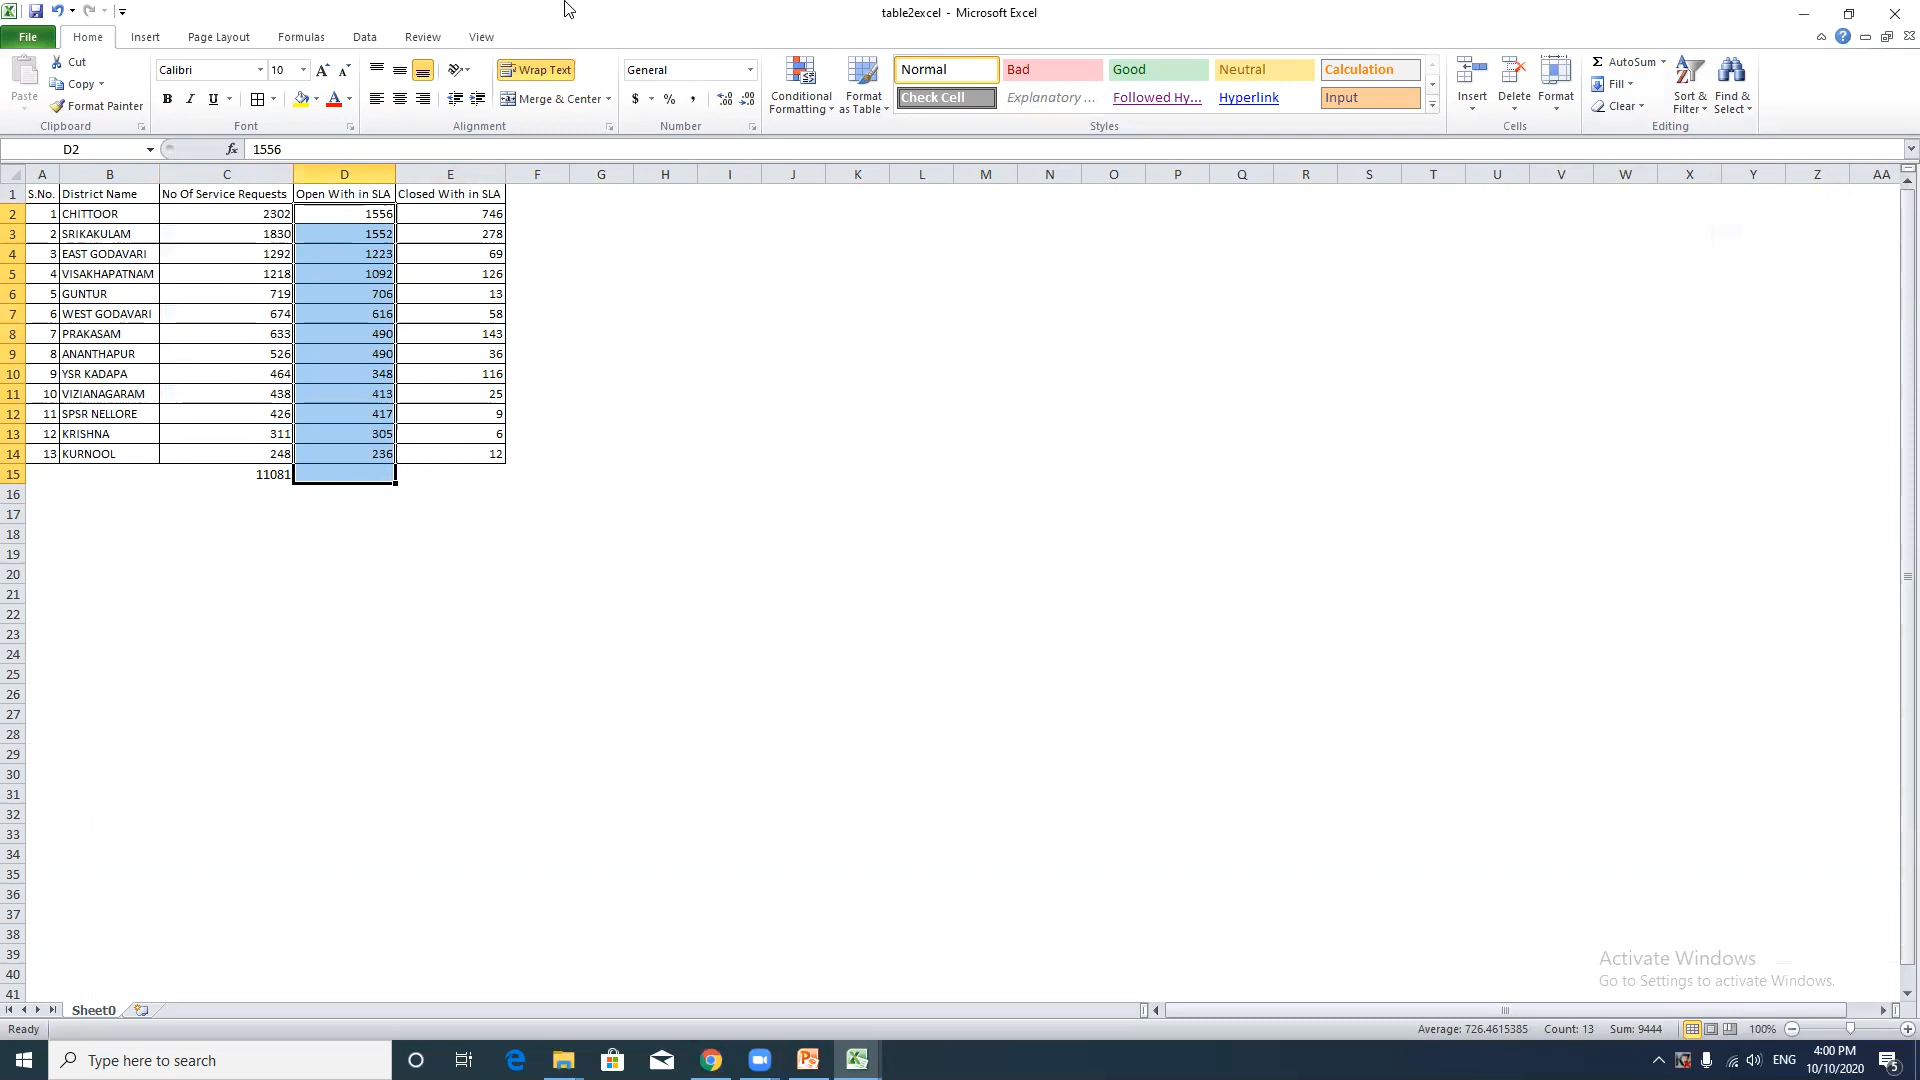 table2excel - Microsoft Excel
File Home Insert Page Layout Formulas Data Review View
Paste
Cut
Copy
Format Painter
Clipboard
Calibri 10
B I U
Font
Wrap Text
Merge & Center
Alignment
General
$ % ,
Number
Conditional Formatting
Format as Table
Normal Bad Good Neutral Calculation
Check Cell Explanatory ... Followed Hy... Hyperlink Input
Styles
Insert Delete Format
Cells
Σ AutoSum
Fill
Clear
Sort & Filter
Find & Select
Editing
D2 fx 1556
A B C D E F G H I J K L M N O P Q R S T U V W X Y Z AA
1 S.No. District Name No Of Service Requests Open With in SLA Closed With in SLA
2 1 CHITTOOR 2302 1556 746
3 2 SRIKAKULAM 1830 1552 278
4 3 EAST GODAVARI 1292 1223 69
5 4 VISAKHAPATNAM 1218 1092 126
6 5 GUNTUR 719 706 13
7 6 WEST GODAVARI 674 616 58
8 7 PRAKASAM 633 490 143
9 8 ANANTHAPUR 526 490 36
10 9 YSR KADAPA 464 348 116
11 10 VIZIANAGARAM 438 413 25
12 11 SPSR NELLORE 426 417 9
13 12 KRISHNA 311 305 6
14 13 KURNOOL 248 236 12
15 11081
16
17
18
19
20
21
22
23
24
25
26
27
28
29
30
31
32
33
34
35
36
37
38
39
40
41
Activate Windows
Go to Settings to activate Windows.
Sheet0
Ready
Average: 726.4615385 Count: 13 Sum: 9444 100%
Type here to search
ENG
4:00 PM
10/10/2020
5